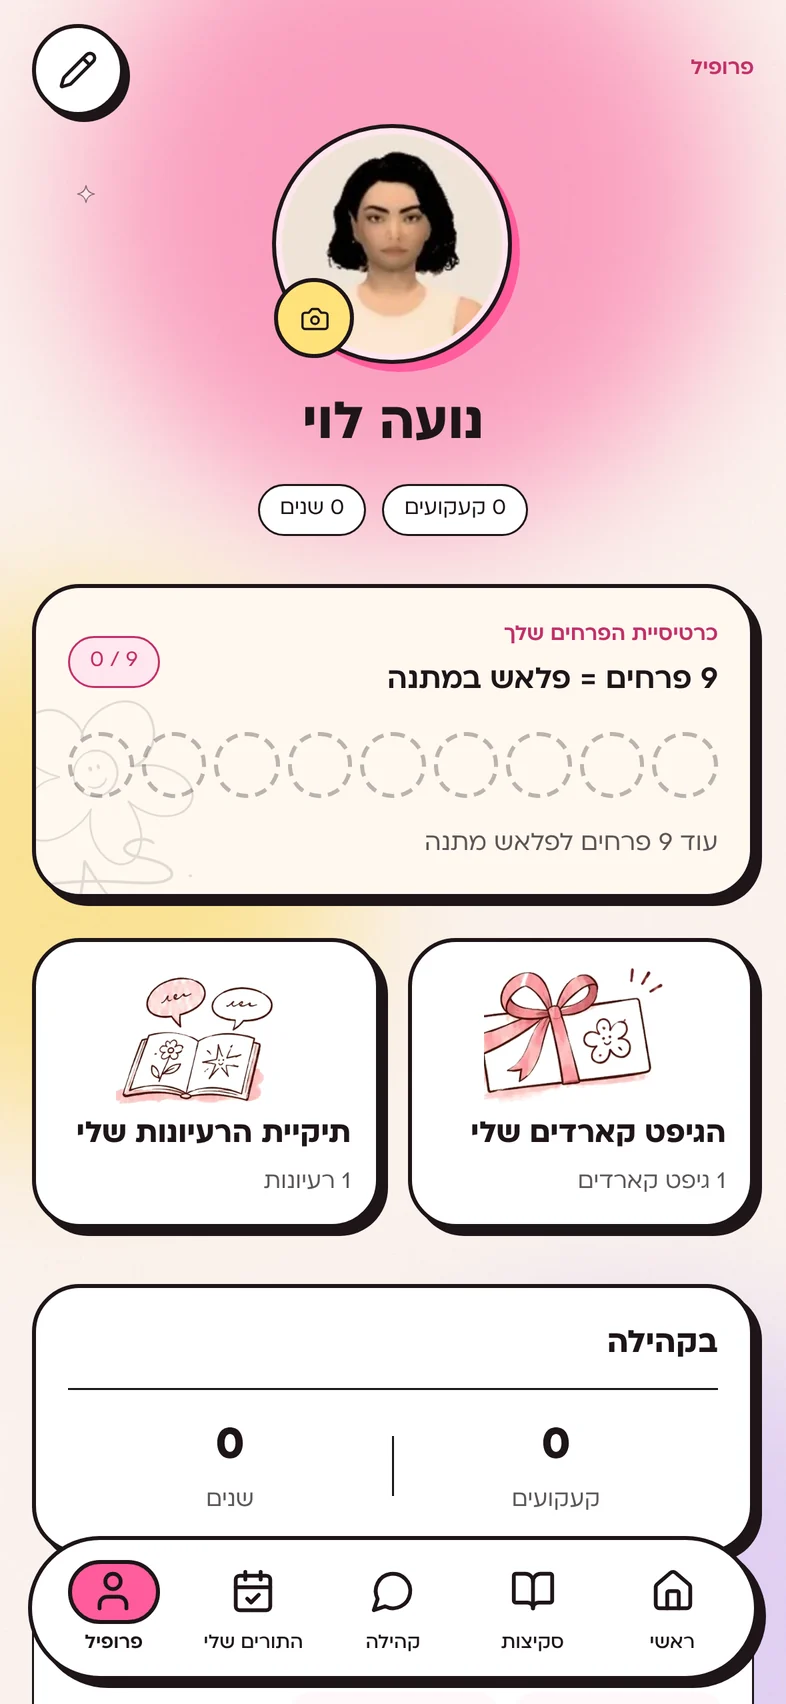 פרופיל
נועה לוי
0 קעקועים
0 שנים
כרטיסיית הפרחים שלך
9 פרחים = פלאש במתנה
0 / 9
עוד 9 פרחים לפלאש מתנה
הגיפט קארדים שלי
1 גיפט קארדים
תיקיית הרעיונות שלי
1 רעיונות
בקהילה
0
קעקועים
0
שנים
ראשי
סקיצות
קהילה
התורים שלי
פרופיל